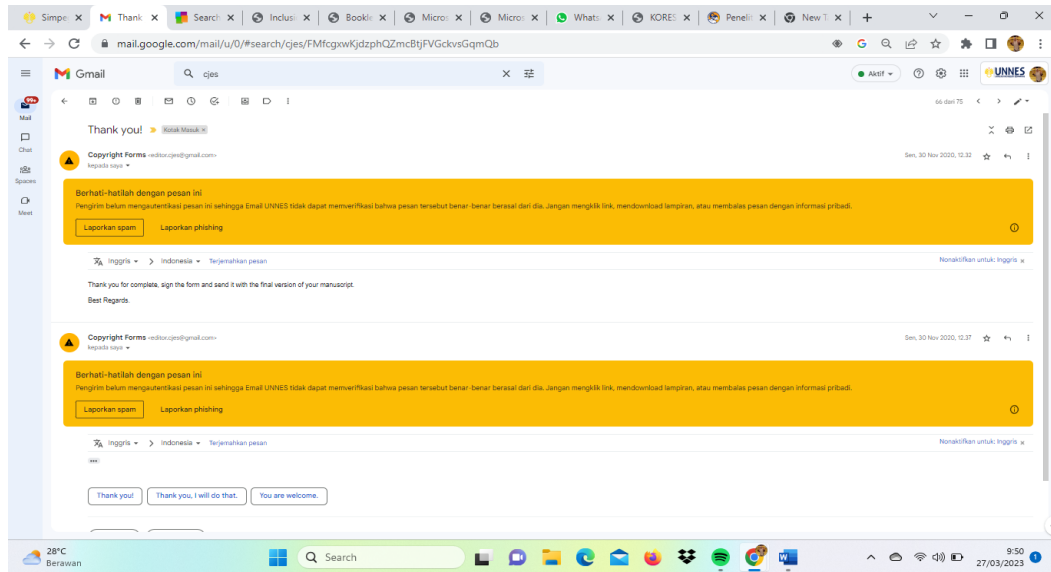 Simpe
Thank
Search
Inclusi
Bookle
Micros
Micros
Whats
KORES
Penelit
New T
mail.google.com/mail/u/0/#search/cjes/FMfcgxwKjdzphQZmcBtjFVGckvsGqmQb
Gmail
cjes
Aktif
UNNES
99+
Mail
Chat
Spaces
Meet
66 dari 75
Thank you!
Kotak Masuk ×
Copyright Forms <editor.cjes@gmail.com>
Sen, 30 Nov 2020, 12.32
kepada saya
Berhati-hatilah dengan pesan ini
Pengirim belum mengautentikasi pesan ini sehingga Email UNNES tidak dapat memverifikasi bahwa pesan tersebut benar-benar berasal dari dia. Jangan mengklik link, mendownload lampiran, atau membalas pesan dengan informasi pribadi.
Laporkan spam
Laporkan phishing
Inggris
Indonesia
Terjemahkan pesan
Nonaktifkan untuk: Inggris ×
Thank you for complete, sign the form and send it with the final version of your manuscript.
Best Regards.
Copyright Forms <editor.cjes@gmail.com>
Sen, 30 Nov 2020, 12.37
kepada saya
Berhati-hatilah dengan pesan ini
Pengirim belum mengautentikasi pesan ini sehingga Email UNNES tidak dapat memverifikasi bahwa pesan tersebut benar-benar berasal dari dia. Jangan mengklik link, mendownload lampiran, atau membalas pesan dengan informasi pribadi.
Laporkan spam
Laporkan phishing
Inggris
Indonesia
Terjemahkan pesan
Nonaktifkan untuk: Inggris ×
Thank you!
Thank you, I will do that.
You are welcome.
28°C
Berawan
Search
9:50
27/03/2023
1